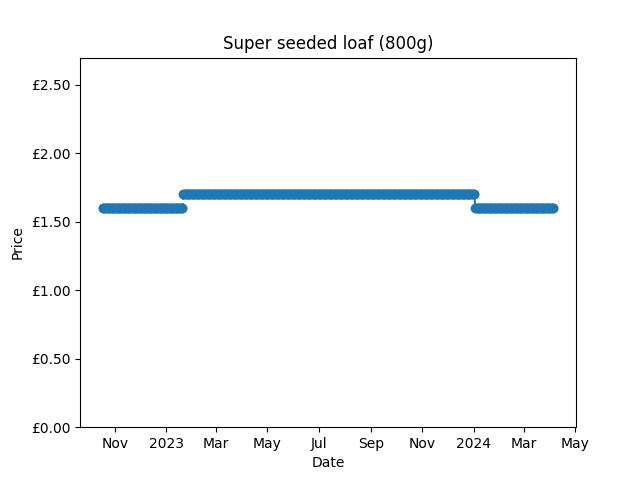 Super seeded loaf (800g)
£2.50
£2.00
£1.50
£1.00
£0.50
£0.00
Price
Nov 2023 Mar May Jul Sep Nov 2024 Mar May
Date